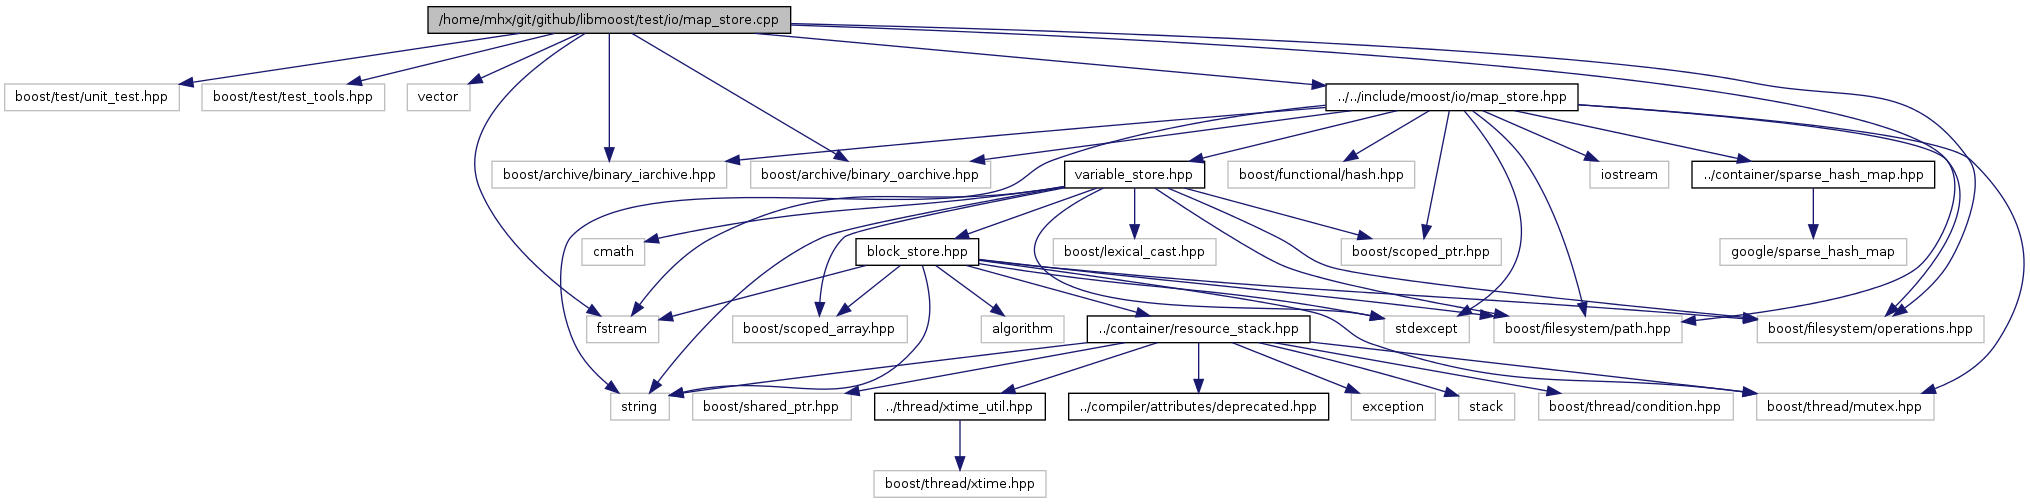 /home/mhx/git/github/libmoost/test/io/map_store.cpp
boost/test/unit_test.hpp
boost/test/test_tools.hpp
vector
../../include/moost/io/map_store.hpp
boost/archive/binary_iarchive.hpp
boost/archive/binary_oarchive.hpp
variable_store.hpp
boost/functional/hash.hpp
iostream
../container/sparse_hash_map.hpp
cmath
block_store.hpp
boost/lexical_cast.hpp
boost/scoped_ptr.hpp
google/sparse_hash_map
fstream
boost/scoped_array.hpp
algorithm
../container/resource_stack.hpp
stdexcept
boost/filesystem/path.hpp
boost/filesystem/operations.hpp
string
boost/shared_ptr.hpp
../thread/xtime_util.hpp
../compiler/attributes/deprecated.hpp
exception
stack
boost/thread/condition.hpp
boost/thread/mutex.hpp
boost/thread/xtime.hpp